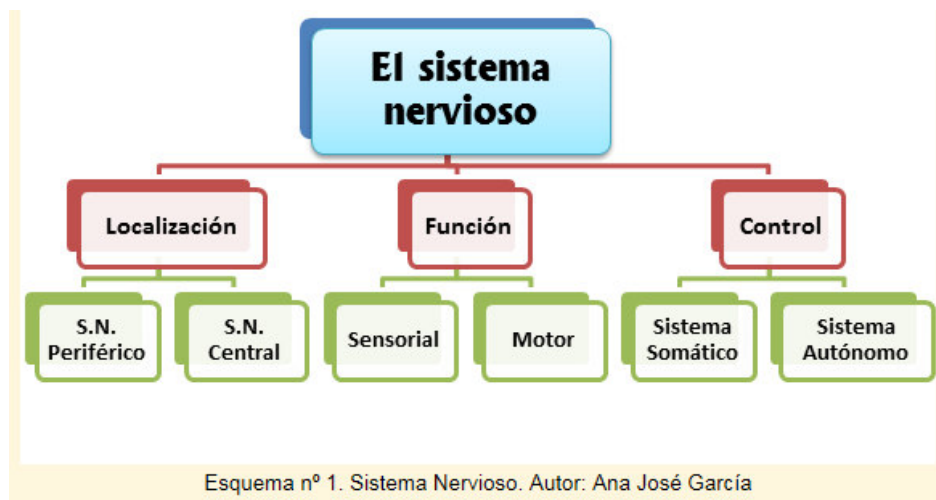 El sistema
nervioso
Localización
Función
Control
S.N.
Periférico
S.N.
Central
Sensorial
Motor
Sistema
Somático
Sistema
Autónomo
Esquema nº 1. Sistema Nervioso. Autor: Ana José García